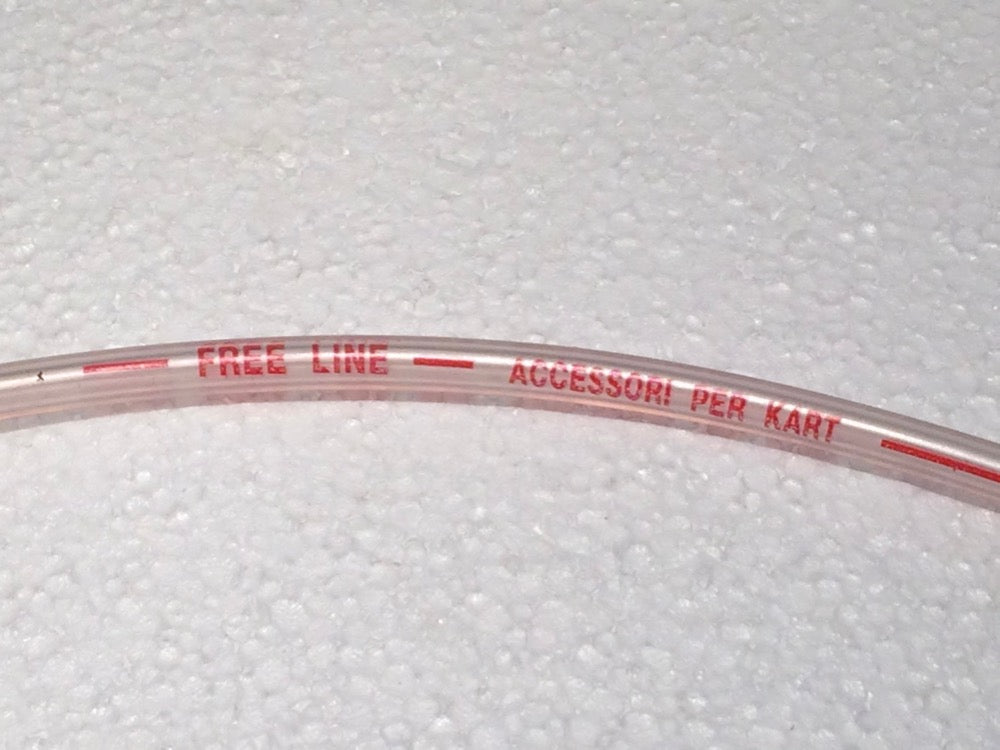 FREE LINE — ACCESSORI PER KART